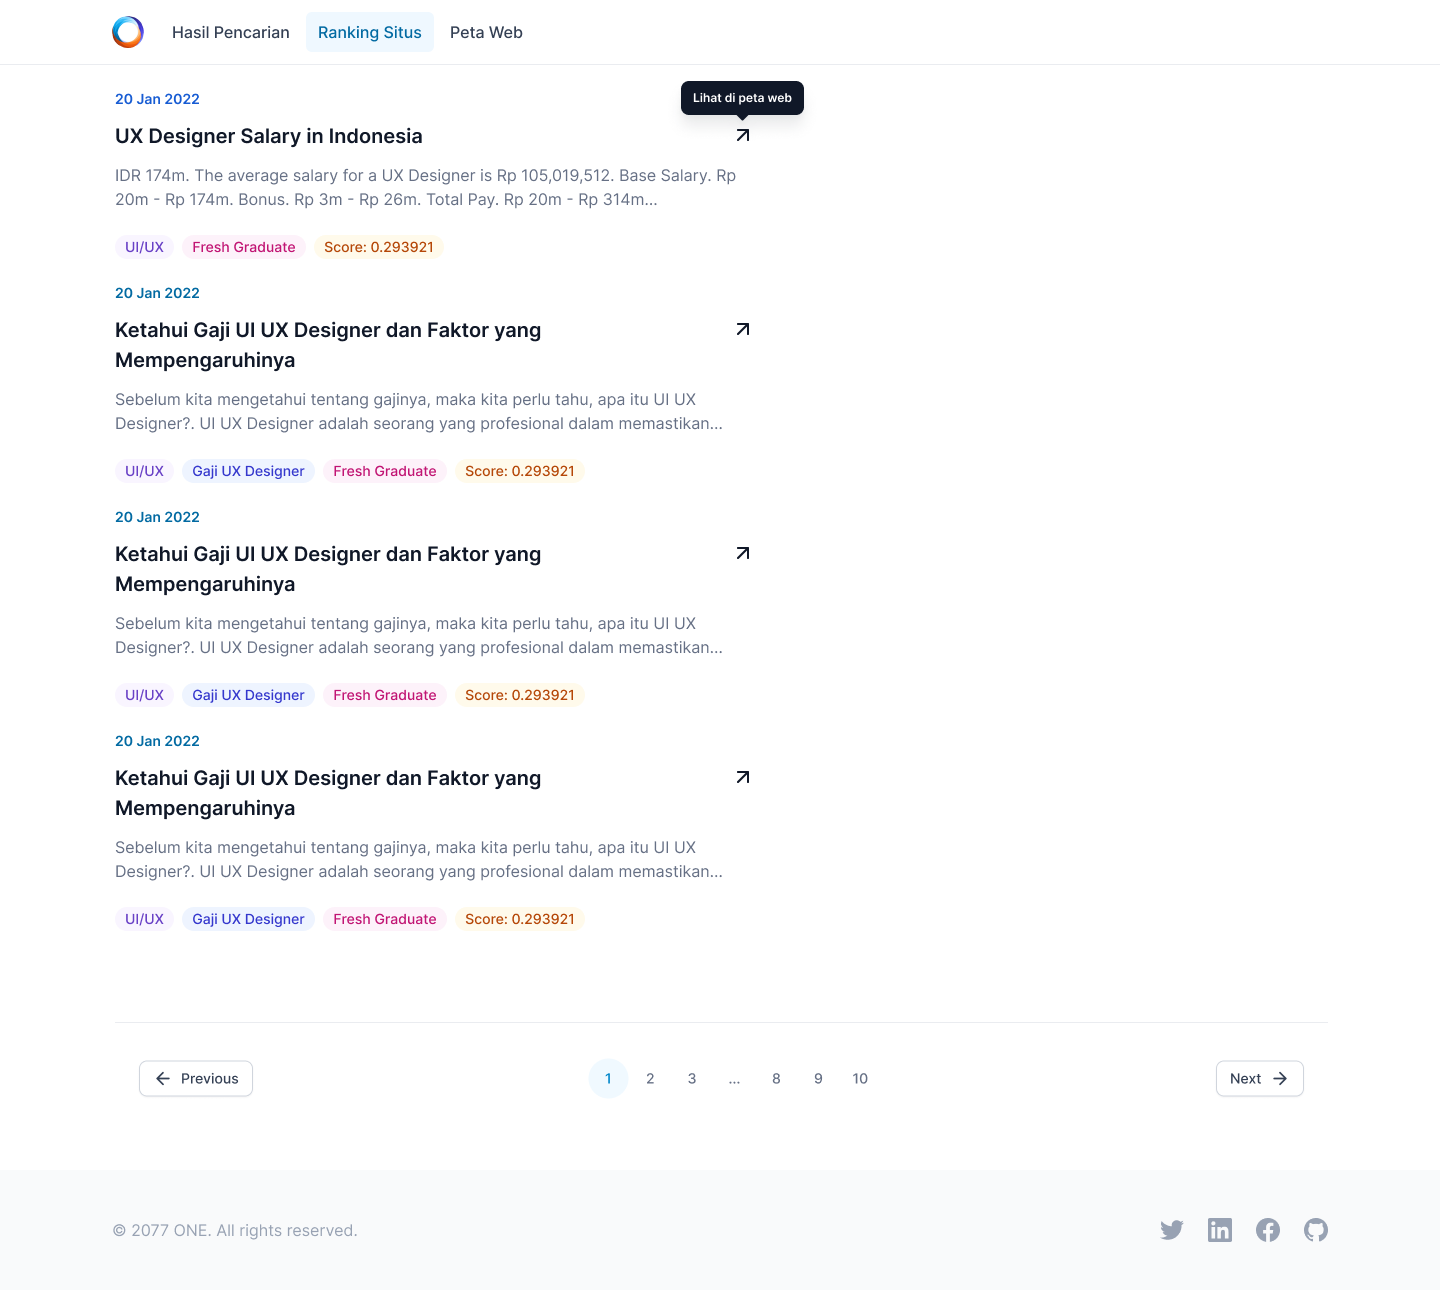 Hasil Pencarian
Ranking Situs
Peta Web
20 Jan 2022
Lihat di peta web
UX Designer Salary in Indonesia
IDR 174m. The average salary for a UX Designer is Rp 105,019,512. Base Salary. Rp
20m - Rp 174m. Bonus. Rp 3m - Rp 26m. Total Pay. Rp 20m - Rp 314m...
UI/UX
Fresh Graduate
Score: 0.293921
20 Jan 2022
Ketahui Gaji UI UX Designer dan Faktor yang
Mempengaruhinya
Sebelum kita mengetahui tentang gajinya, maka kita perlu tahu, apa itu UI UX
Designer?. UI UX Designer adalah seorang yang profesional dalam memastikan...
UI/UX
Gaji UX Designer
Fresh Graduate
Score: 0.293921
20 Jan 2022
Ketahui Gaji UI UX Designer dan Faktor yang
Mempengaruhinya
Sebelum kita mengetahui tentang gajinya, maka kita perlu tahu, apa itu UI UX
Designer?. UI UX Designer adalah seorang yang profesional dalam memastikan...
UI/UX
Gaji UX Designer
Fresh Graduate
Score: 0.293921
20 Jan 2022
Ketahui Gaji UI UX Designer dan Faktor yang
Mempengaruhinya
Sebelum kita mengetahui tentang gajinya, maka kita perlu tahu, apa itu UI UX
Designer?. UI UX Designer adalah seorang yang profesional dalam memastikan...
UI/UX
Gaji UX Designer
Fresh Graduate
Score: 0.293921
Previous
1 2 3 ... 8 9 10
Next
© 2077 ONE. All rights reserved.